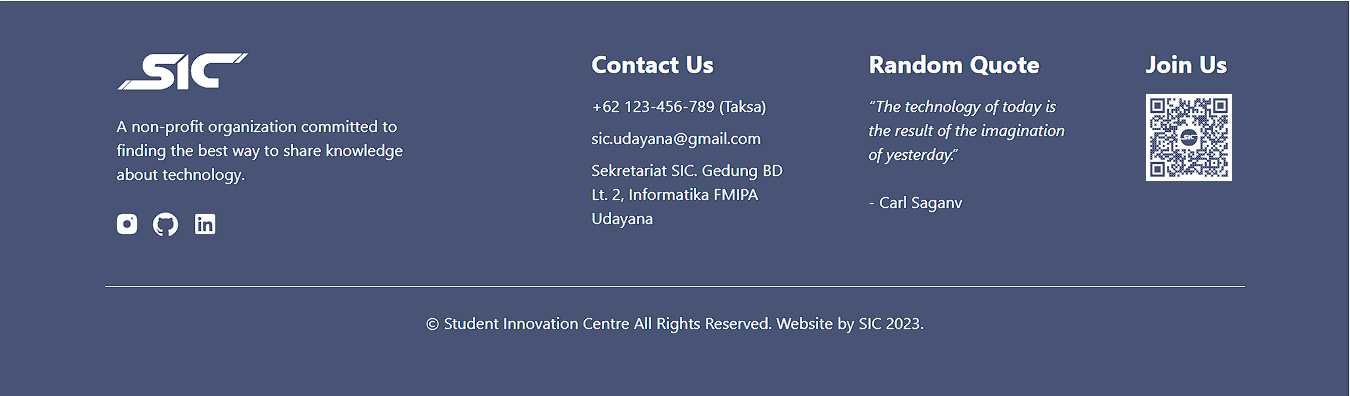 SIC
A non-profit organization committed to
finding the best way to share knowledge
about technology.
Contact Us
+62 123-456-789 (Taksa)
sic.udayana@gmail.com
Sekretariat SIC. Gedung BD
Lt. 2, Informatika FMIPA
Udayana
Random Quote
“The technology of today is
the result of the imagination
of yesterday.”
- Carl Saganv
Join Us
SIC
© Student Innovation Centre All Rights Reserved. Website by SIC 2023.